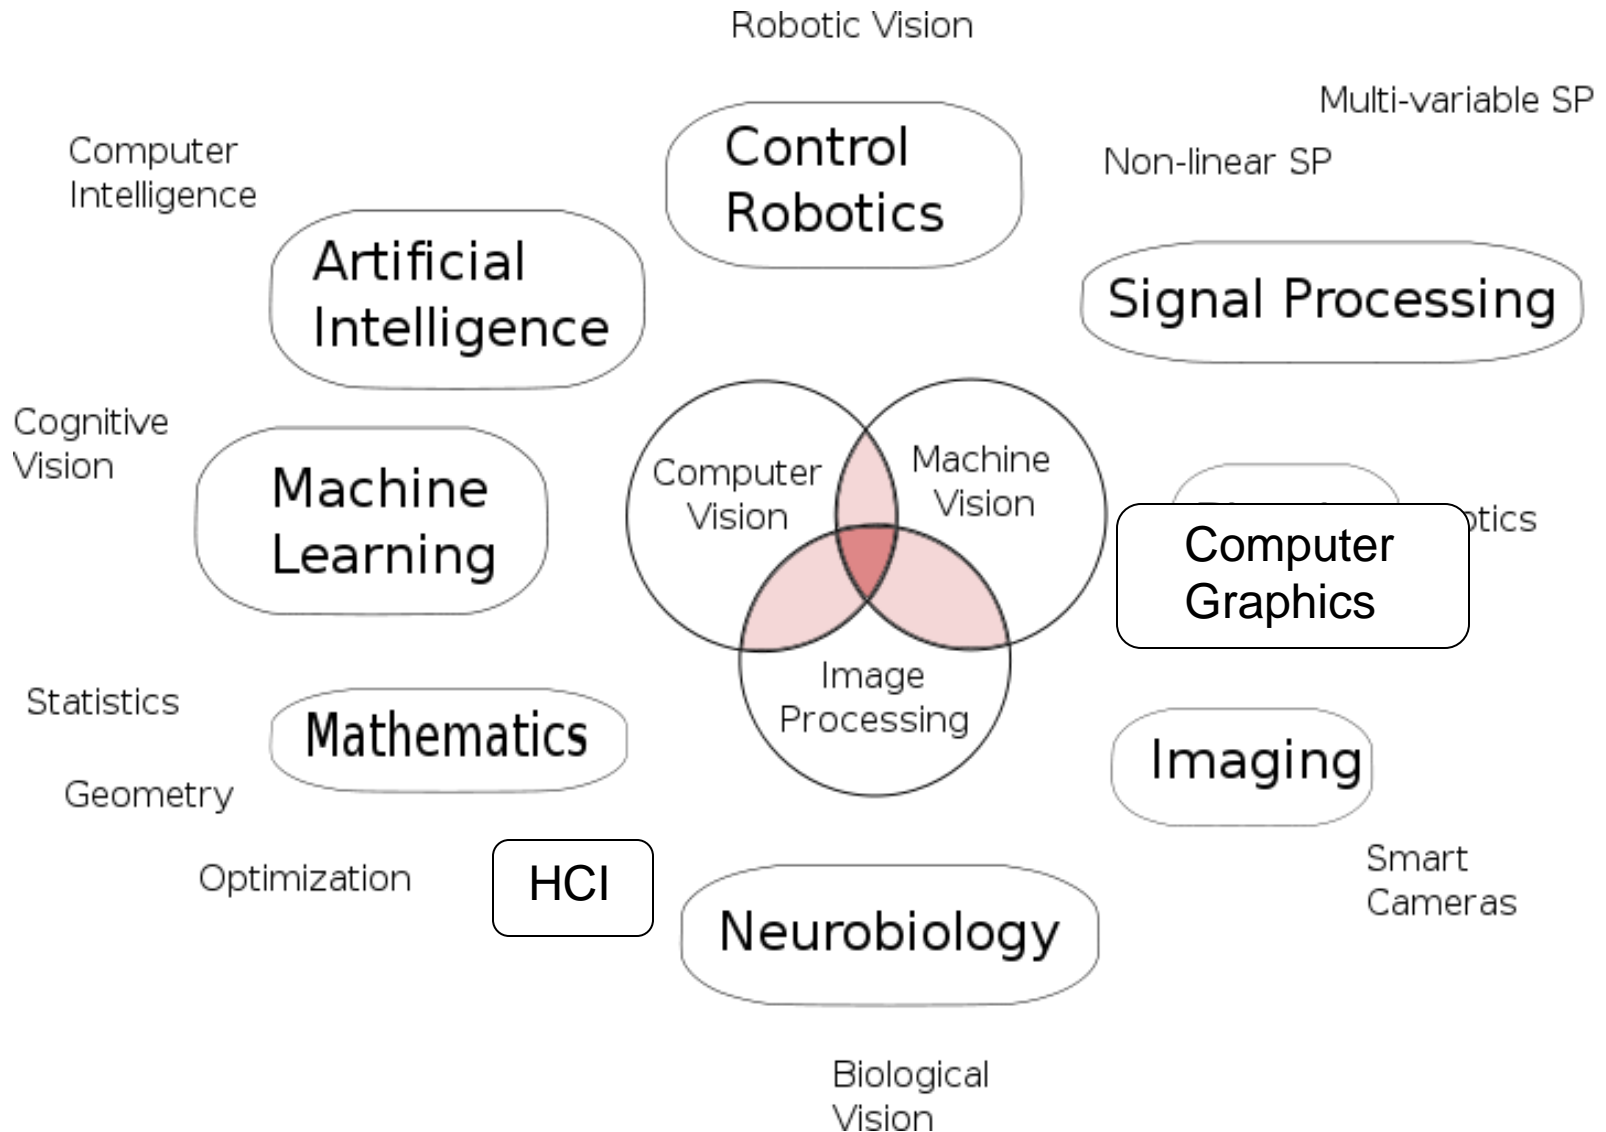 Robotic Vision
Multi-variable SP
Computer
Intelligence
Non-linear SP
Control
Robotics
Artificial
Intelligence
Signal Processing
Cognitive
Vision
Machine
Learning
Computer
Vision
Machine
Vision
Computer
Graphics
Statistics
Mathematics
Image
Processing
Imaging
Geometry
Optimization
HCI
Neurobiology
Smart
Cameras
Biological
Vision